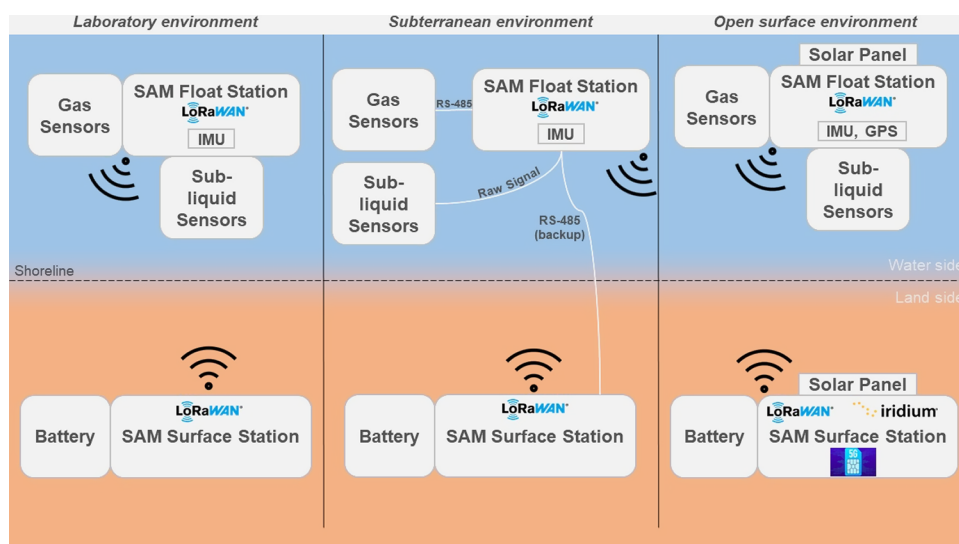 Laboratory environment
Subterranean environment
Open surface environment
Gas
Sensors
SAM Float Station
LoRaWAN®
IMU
Sub-
liquid
Sensors
Gas
Sensors
RS-485
SAM Float Station
LoRaWAN®
IMU
Sub-
liquid
Sensors
Raw Signal
RS-485
(backup)
Solar Panel
Gas
Sensors
SAM Float Station
LoRaWAN®
IMU, GPS
Sub-
liquid
Sensors
Shoreline
Water side
Land side
Battery
LoRaWAN®
SAM Surface Station
Battery
LoRaWAN®
SAM Surface Station
Solar Panel
Battery
LoRaWAN®
iridium
SAM Surface Station
5G